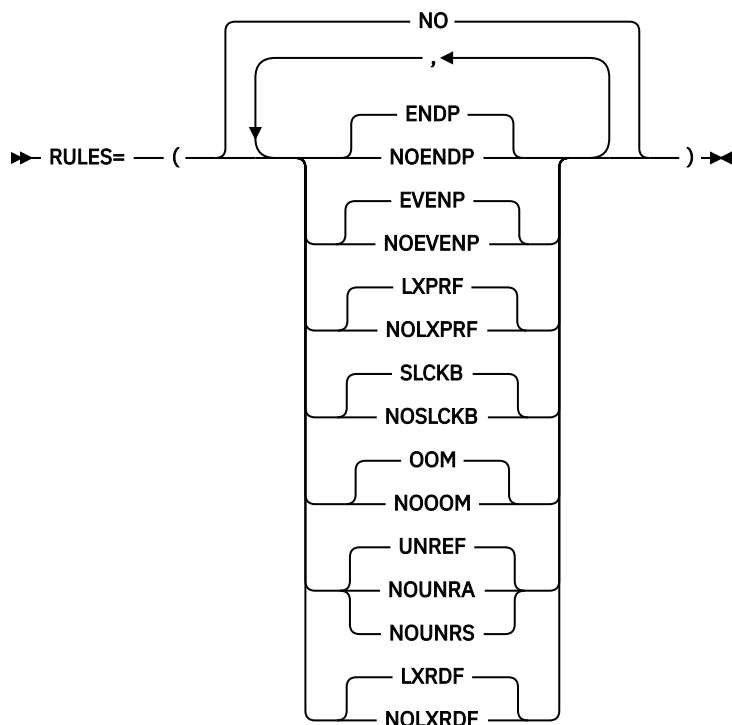 NO
,
ENDP
RULES= ( NOENDP )
EVENP
NOEVENP
LXPRF
NOLXPRF
SLCKB
NOSLCKB
OOM
NOOOM
UNREF
NOUNRA
NOUNRS
LXRDF
NOLXRDF